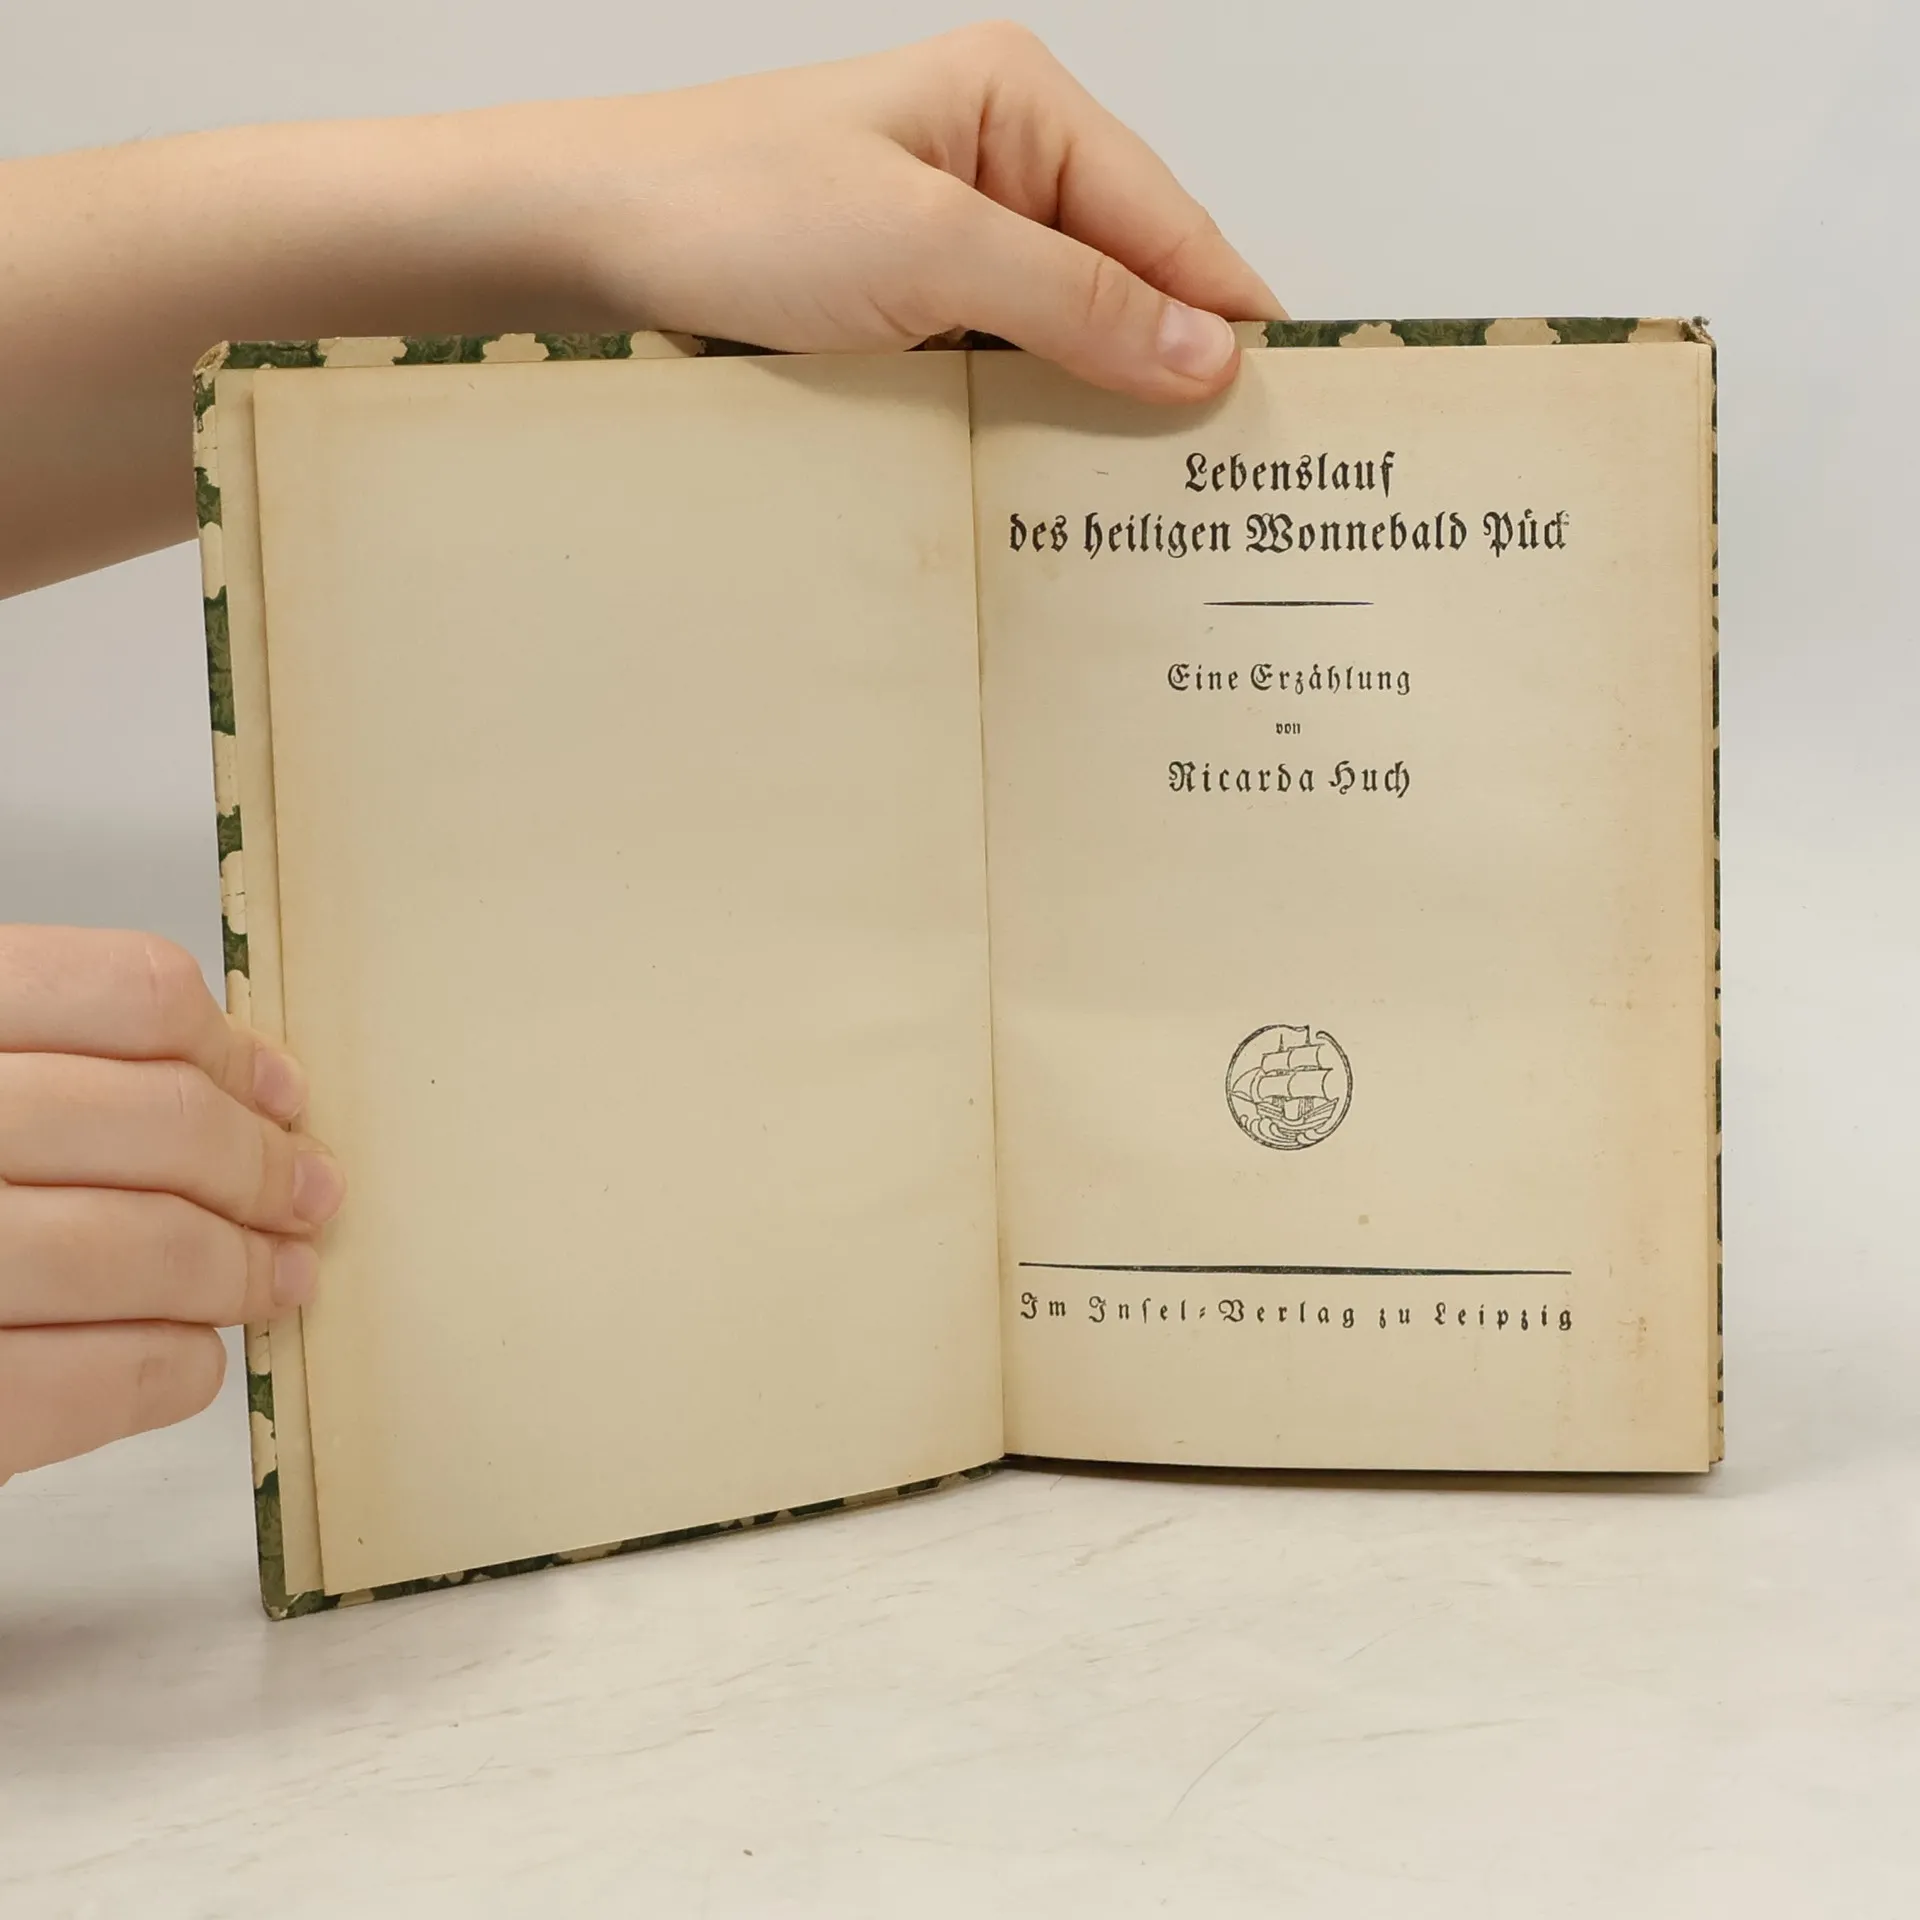 Lebenslauf
des heiligen Wonnebald Pück
Eine Erzählung
von
Ricarda Huch
Im Inſel-Verlag zu Leipzig